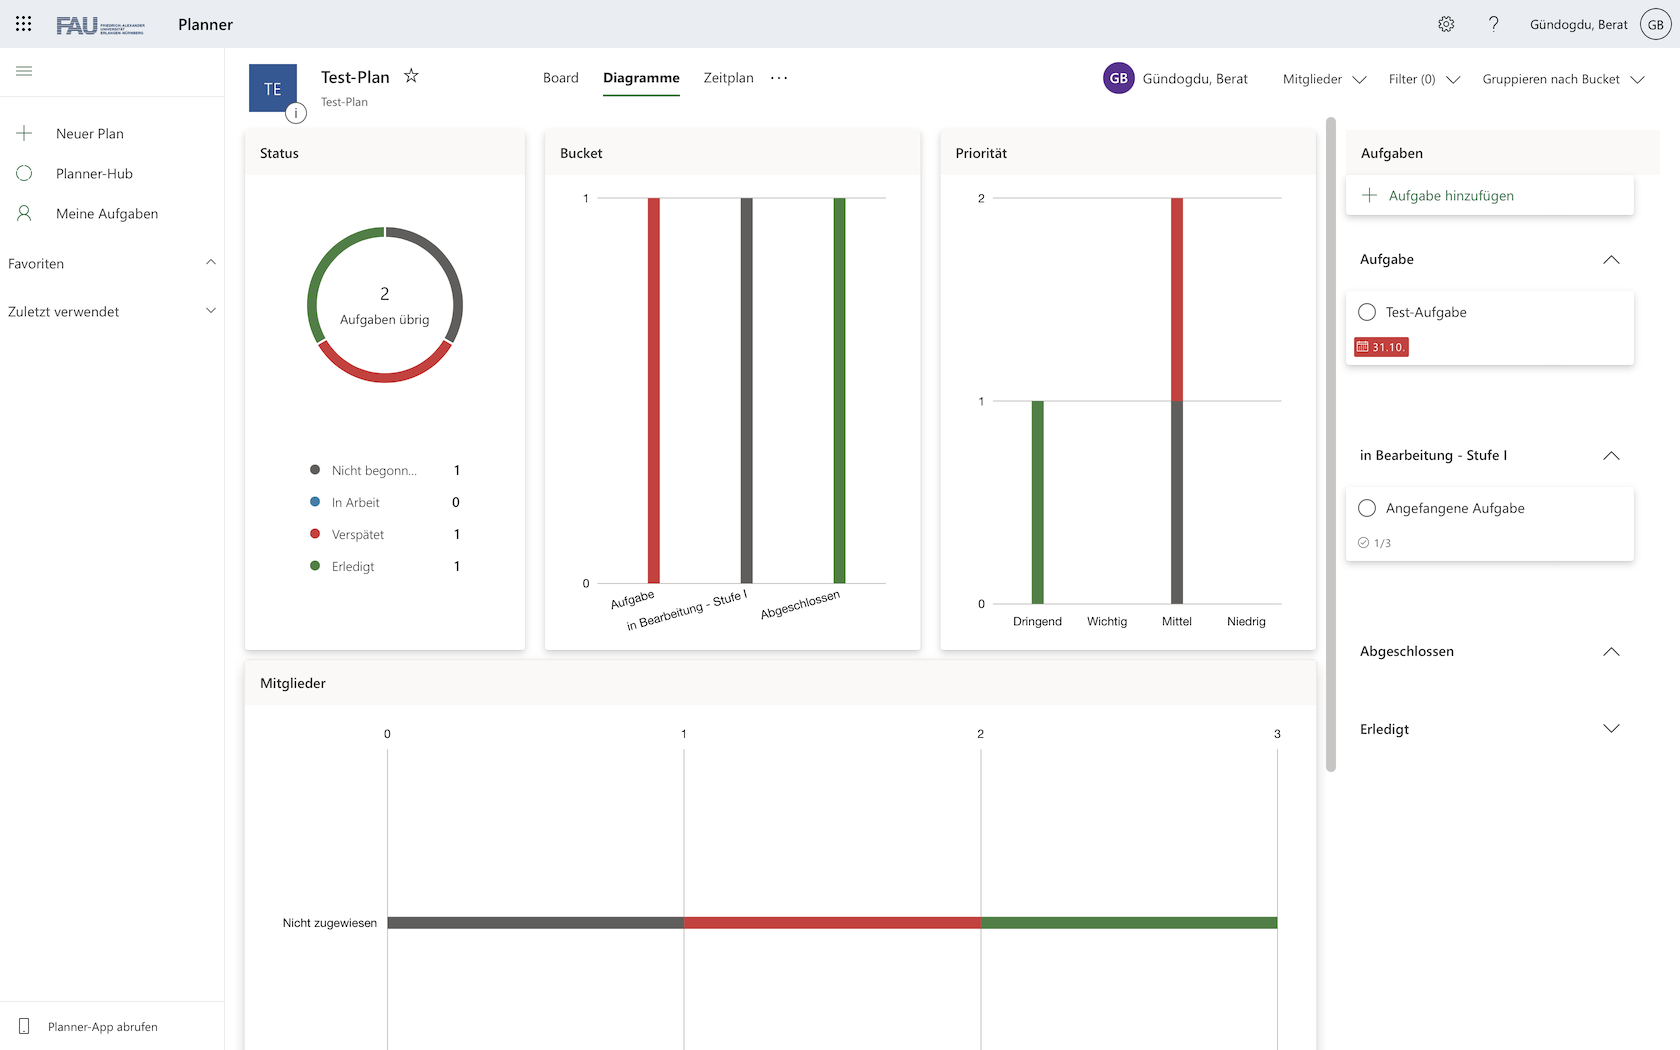 FAU FRIEDRICH-ALEXANDER
UNIVERSITÄT
ERLANGEN-NÜRNBERG
Planner
?
Gündogdu, Berat
GB
Neuer Plan
Planner-Hub
Meine Aufgaben
Favoriten
Zuletzt verwendet
Planner-App abrufen
TE
i
Test-Plan
Test-Plan
Board
Diagramme
Zeitplan
...
GB
Gündogdu, Berat
Mitglieder
Filter (0)
Gruppieren nach Bucket
Status
2
Aufgaben übrig
Nicht begonn... 1
In Arbeit 0
Verspätet 1
Erledigt 1
Bucket
1
0
Aufgabe
in Bearbeitung - Stufe I
Abgeschlossen
Priorität
2
1
0
Dringend
Wichtig
Mittel
Niedrig
Mitglieder
0 1 2 3
Nicht zugewiesen
Aufgaben
Aufgabe hinzufügen
Aufgabe
Test-Aufgabe
31.10.
in Bearbeitung - Stufe I
Angefangene Aufgabe
1/3
Abgeschlossen
Erledigt